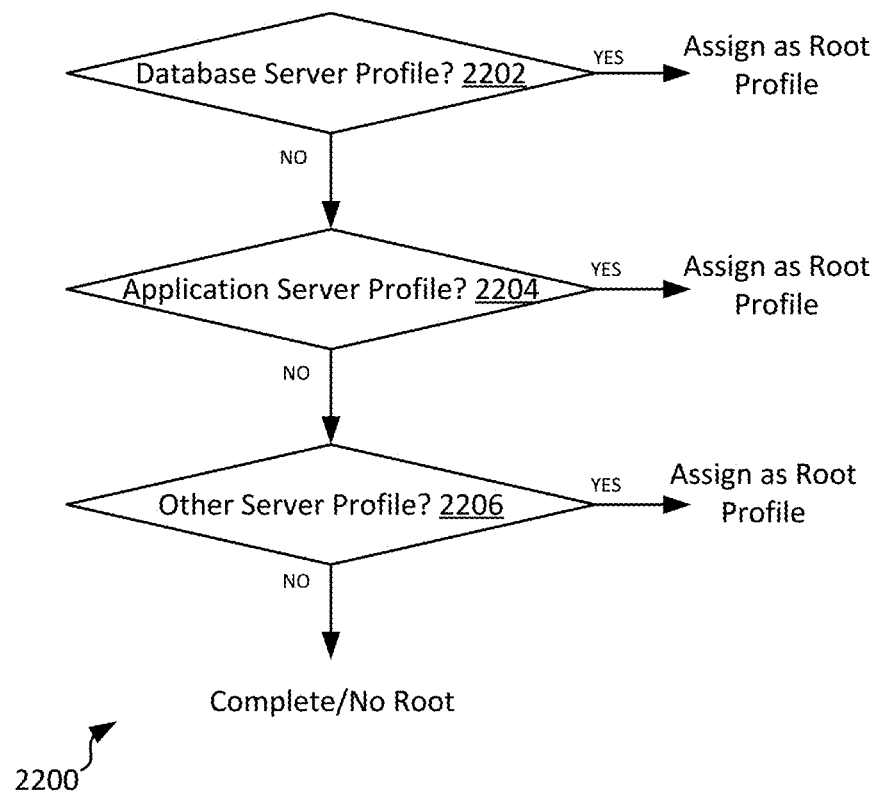 Database Server Profile? 2202
YES
Assign as Root
Profile
NO
Application Server Profile? 2204
YES
Assign as Root
Profile
NO
Other Server Profile? 2206
YES
Assign as Root
Profile
NO
Complete/No Root
2200